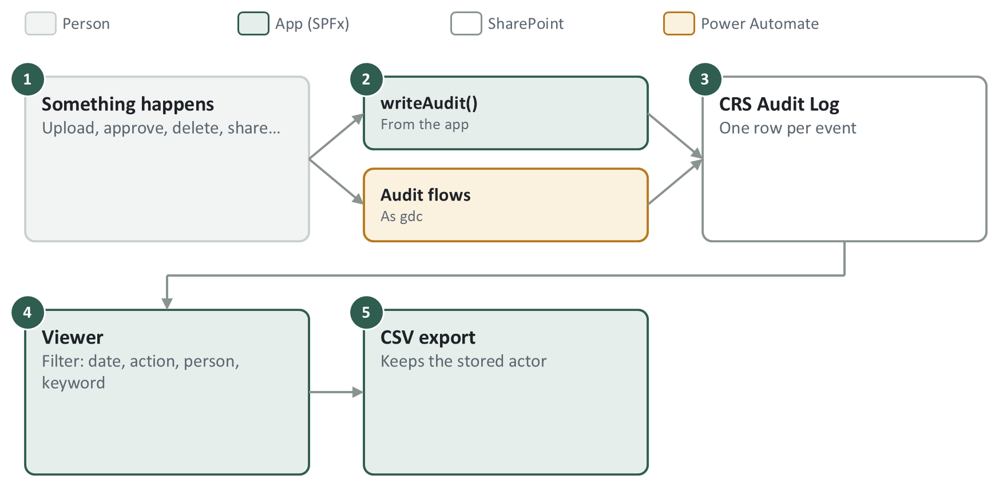 Person
App (SPFx)
SharePoint
Power Automate
1
Something happens
Upload, approve, delete, share...
2
writeAudit()
From the app
Audit flows
As gdc
3
CRS Audit Log
One row per event
4
Viewer
Filter: date, action, person,
keyword
5
CSV export
Keeps the stored actor